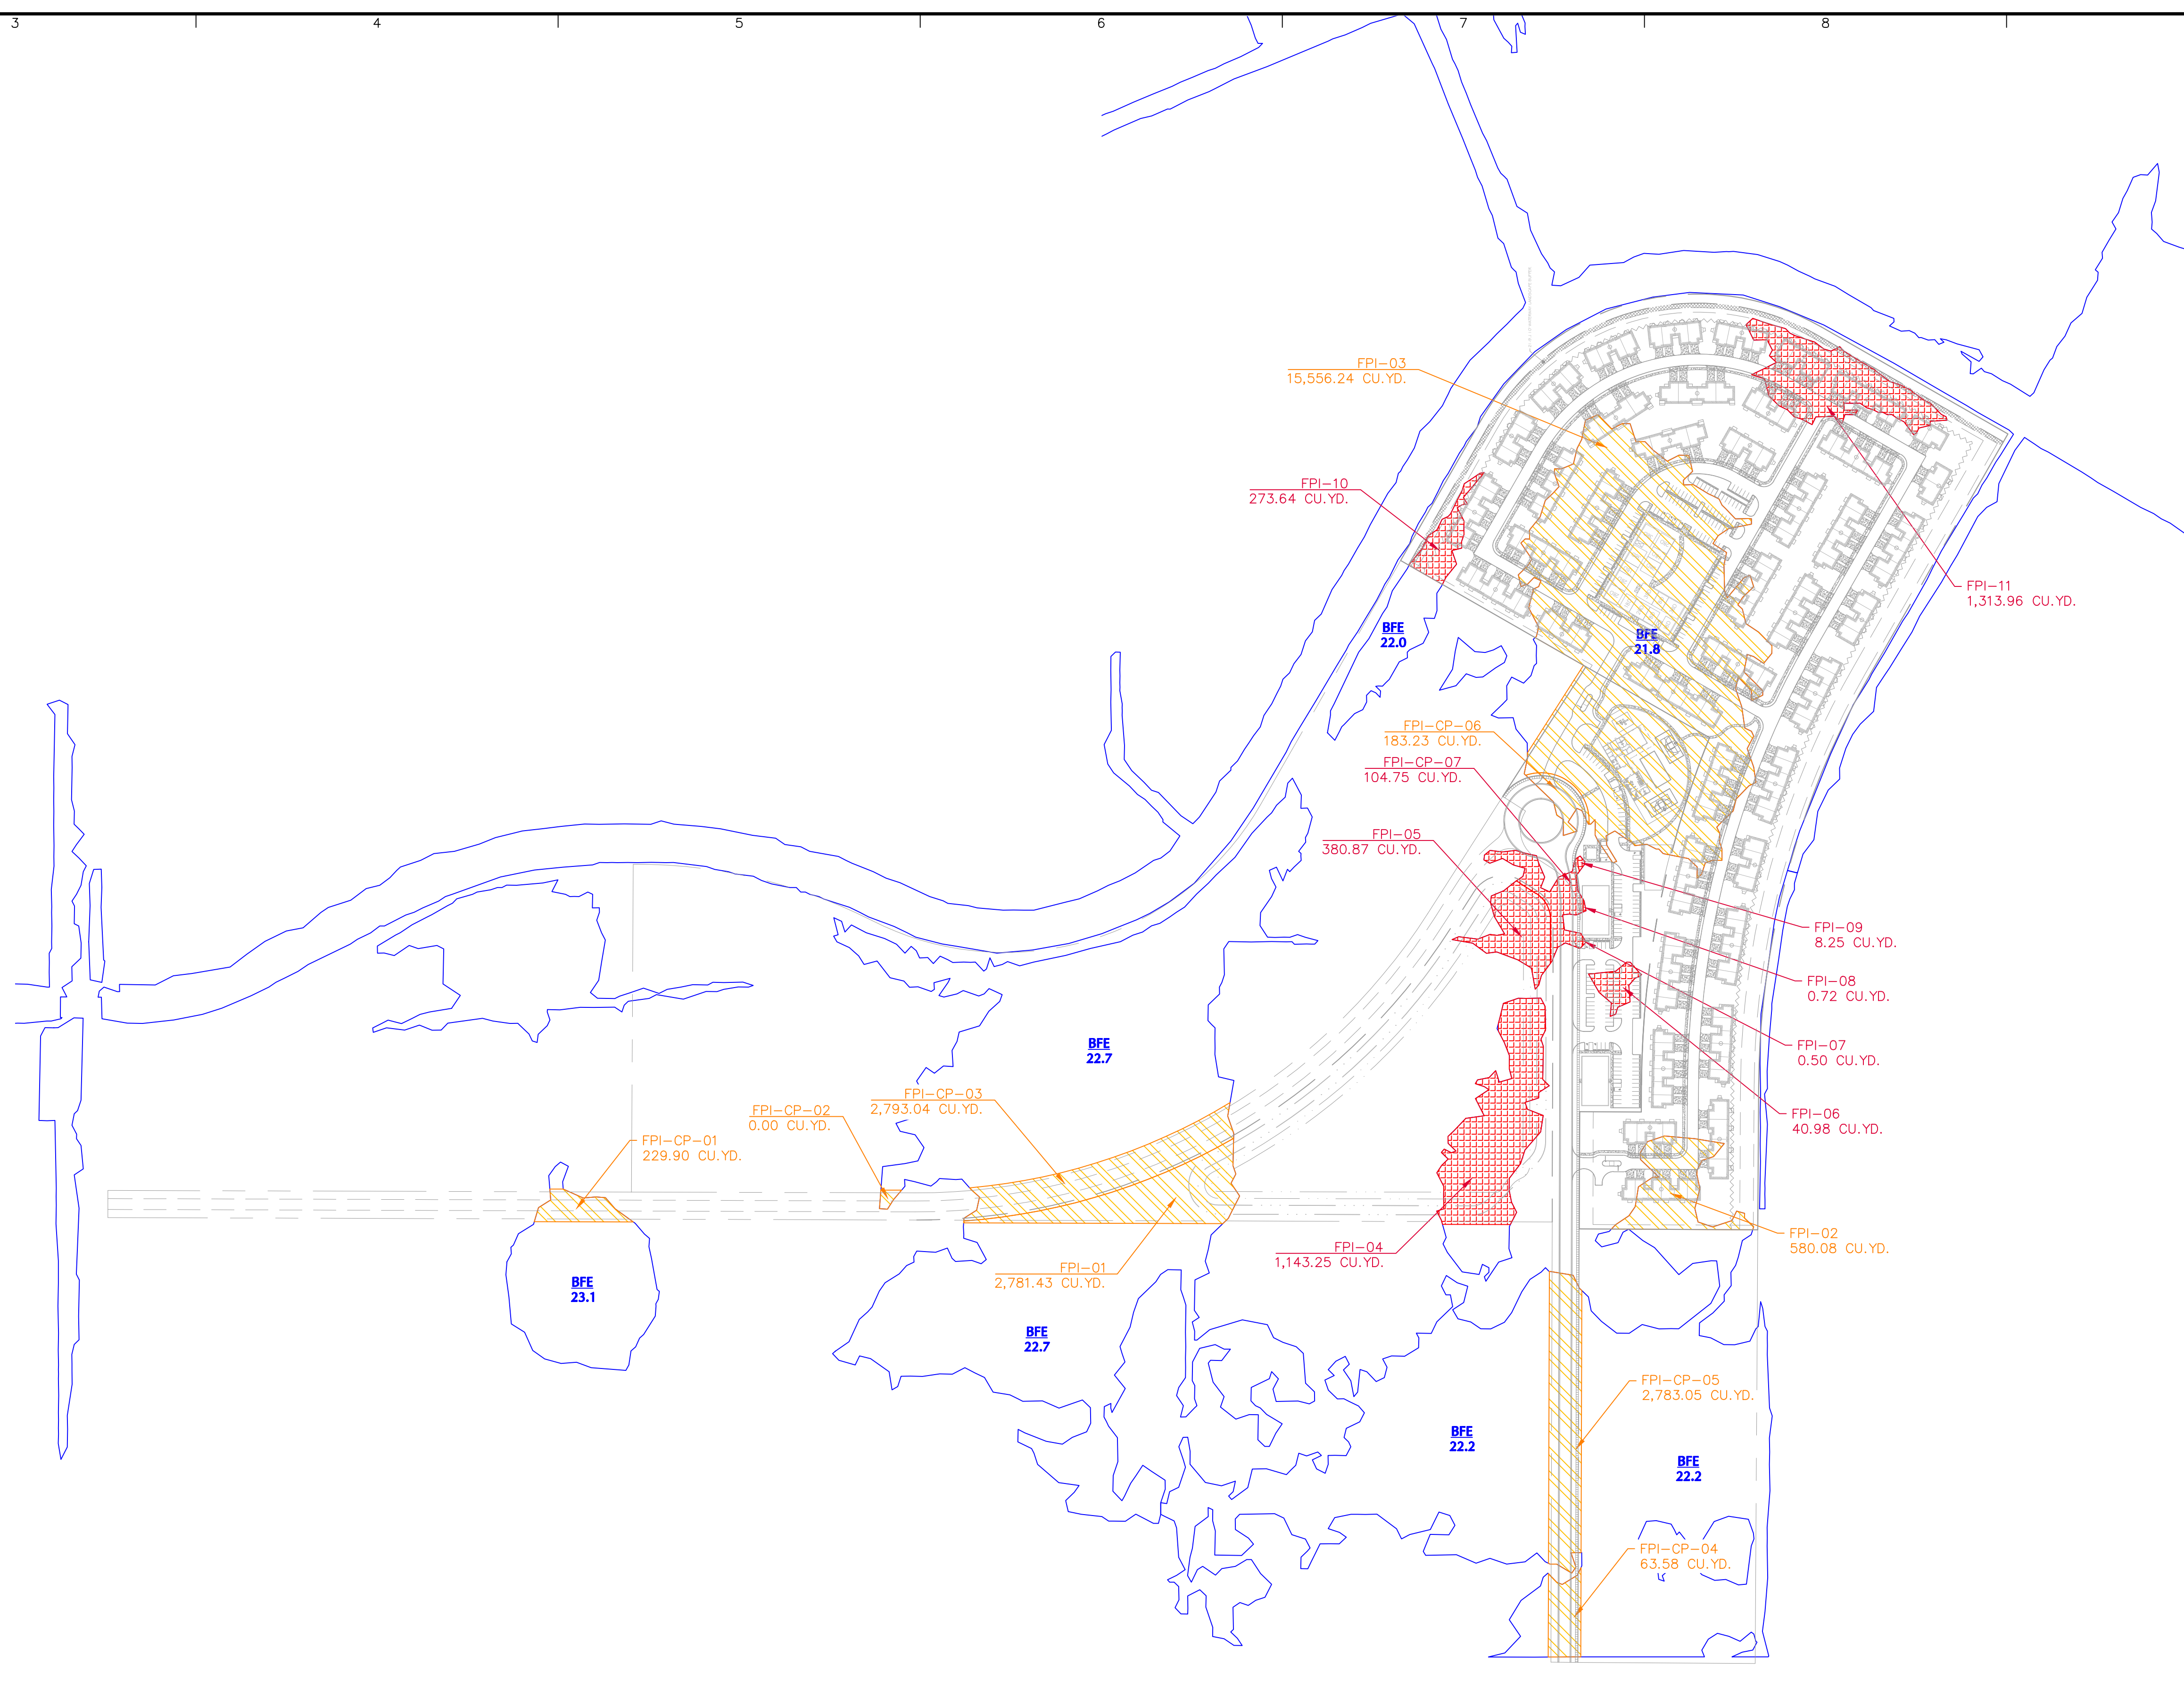 3
4
5
6
7
8
FPI-03
15,556.24 CU.YD.
FPI-10
273.64 CU.YD.
FPI-11
1,313.96 CU.YD.
BFE
22.0
BFE
21.8
FPI-CP-06
183.23 CU.YD.
FPI-CP-07
104.75 CU.YD.
FPI-05
380.87 CU.YD.
FPI-09
8.25 CU.YD.
FPI-08
0.72 CU.YD.
FPI-07
0.50 CU.YD.
FPI-06
40.98 CU.YD.
BFE
22.7
FPI-CP-03
2,793.04 CU.YD.
FPI-CP-02
0.00 CU.YD.
FPI-CP-01
229.90 CU.YD.
FPI-02
580.08 CU.YD.
FPI-04
1,143.25 CU.YD.
FPI-01
2,781.43 CU.YD.
BFE
23.1
BFE
22.7
FPI-CP-05
2,783.05 CU.YD.
BFE
22.2
BFE
22.2
FPI-CP-04
63.58 CU.YD.